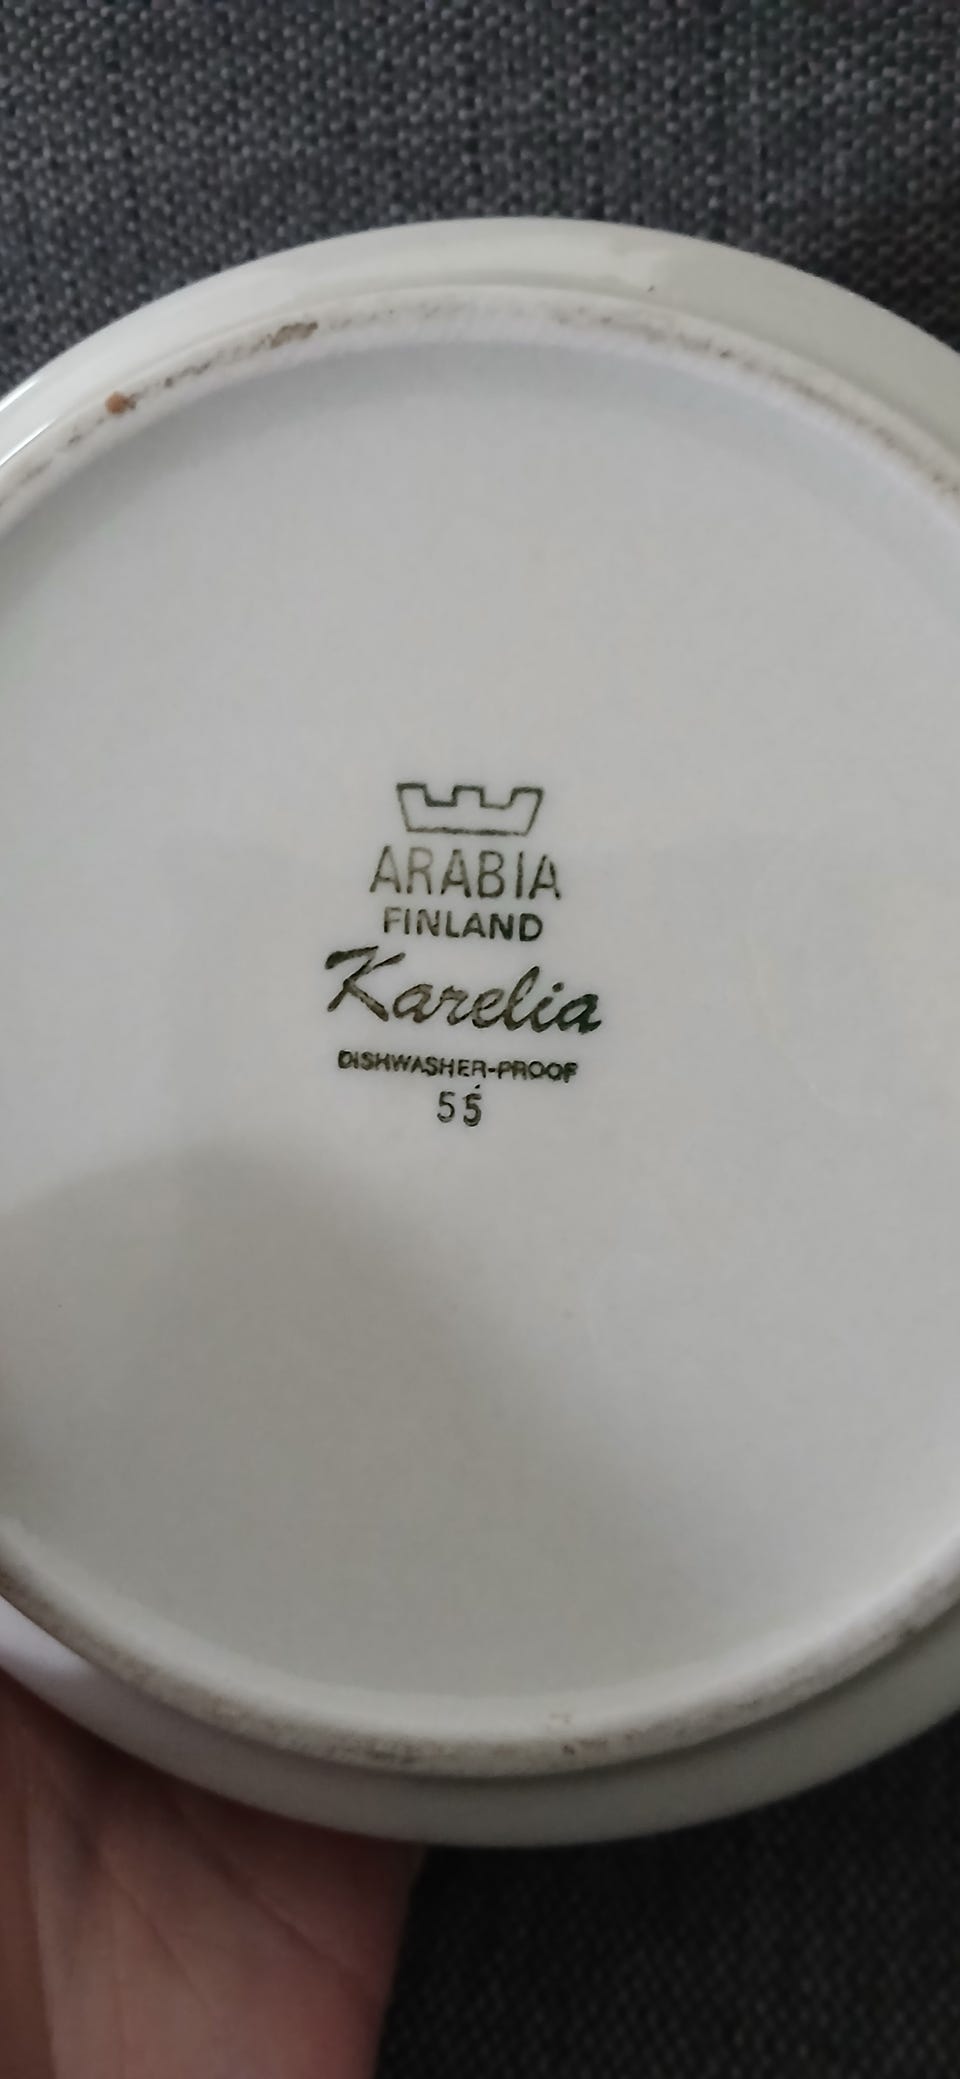 ARABIA
FINLAND
Karelia
DISHWASHER-PROOF
55